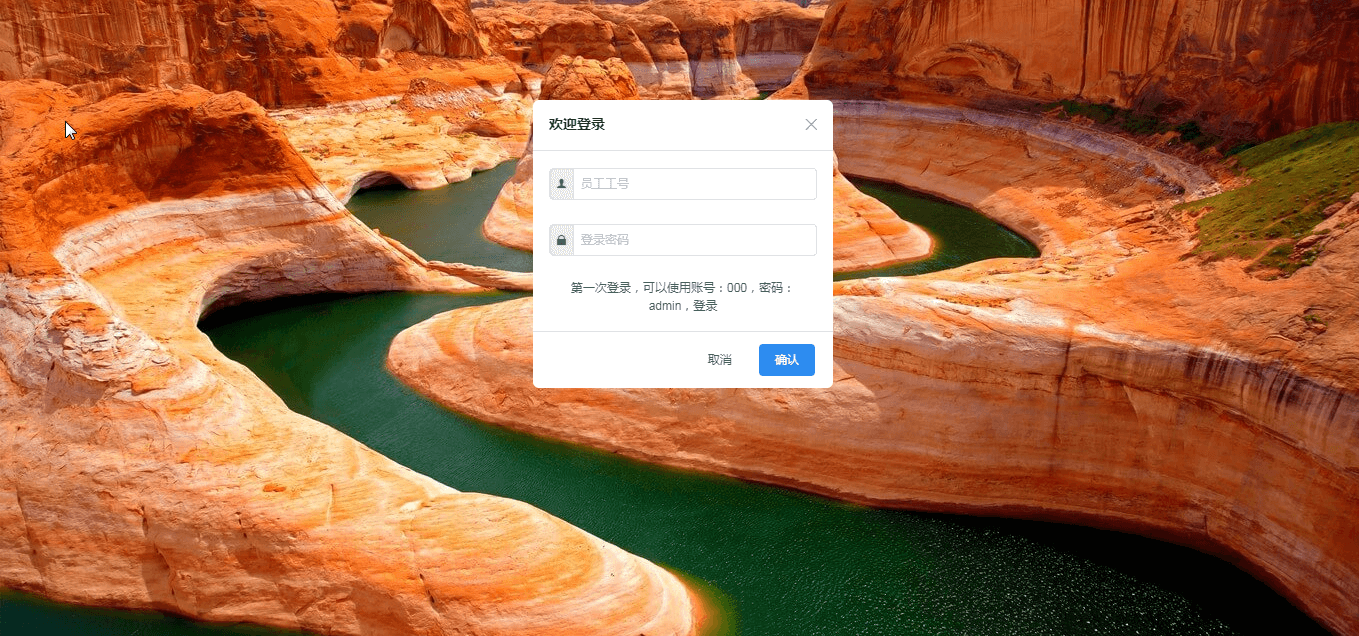 欢迎登录
员工工号
登录密码
第一次登录，可以使用账号：000，密码：
admin，登录
取消 确认